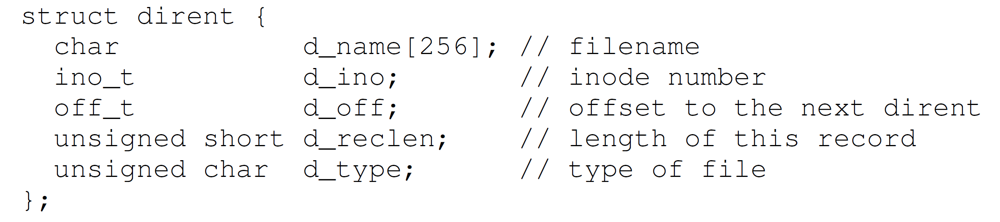 struct dirent {
  char           d_name[256]; // filename
  ino_t          d_ino;       // inode number
  off_t          d_off;       // offset to the next dirent
  unsigned short d_reclen;    // length of this record
  unsigned char  d_type;      // type of file
};